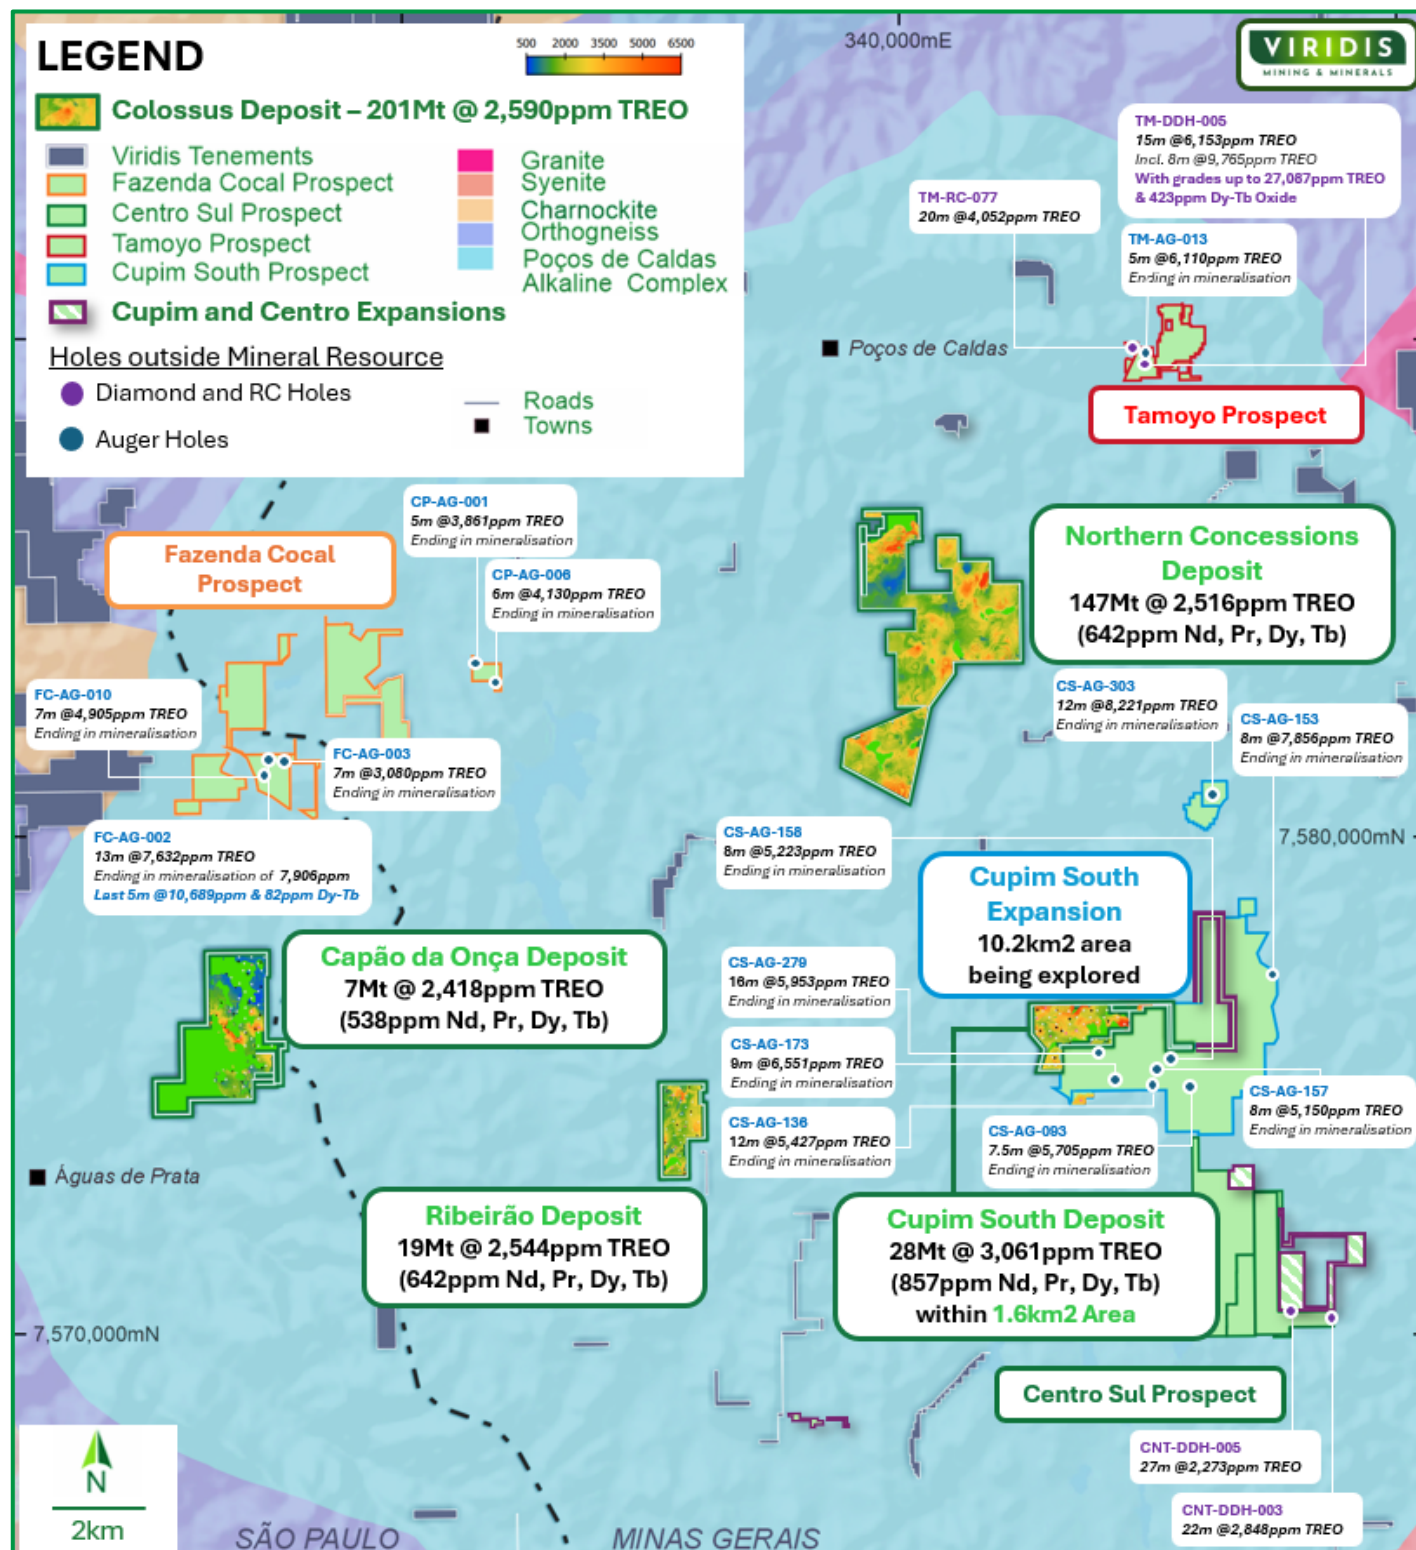 LEGEND
500 2000 3500 5000 6500
Colossus Deposit – 201Mt @ 2,590ppm TREO
Viridis Tenements
Fazenda Cocal Prospect
Centro Sul Prospect
Tamoyo Prospect
Cupim South Prospect
Cupim and Centro Expansions
Granite
Syenite
Charnockite
Orthogneiss
Poços de Caldas
Alkaline Complex
Holes outside Mineral Resource
Diamond and RC Holes
Auger Holes
Roads
Towns
340,000mE
VIRIDIS
MINING & MINERALS
TM-DDH-005
15m @6,153ppm TREO
Incl. 8m @9,765ppm TREO
With grades up to 27,087ppm TREO
& 423ppm Dy-Tb Oxide
TM-RC-077
20m @4,052ppm TREO
TM-AG-013
5m @6,110ppm TREO
Ending in mineralisation
Poços de Caldas
Tamoyo Prospect
CP-AG-001
5m @3,861ppm TREO
Ending in mineralisation
CP-AG-006
6m @4,130ppm TREO
Ending in mineralisation
Fazenda Cocal
Prospect
Northern Concessions
Deposit
147Mt @ 2,516ppm TREO
(642ppm Nd, Pr, Dy, Tb)
FC-AG-010
7m @4,905ppm TREO
Ending in mineralisation
FC-AG-003
7m @3,080ppm TREO
Ending in mineralisation
CS-AG-303
12m @8,221ppm TREO
Ending in mineralisation
CS-AG-153
8m @7,856ppm TREO
Ending in mineralisation
FC-AG-002
13m @7,632ppm TREO
Ending in mineralisation of 7,906ppm
Last 5m @10,689ppm & 82ppm Dy-Tb
CS-AG-158
8m @5,223ppm TREO
Ending in mineralisation
7,580,000mN
Cupim South
Expansion
10.2km2 area
being explored
Capão da Onça Deposit
7Mt @ 2,418ppm TREO
(538ppm Nd, Pr, Dy, Tb)
CS-AG-279
16m @5,953ppm TREO
Ending in mineralisation
CS-AG-173
9m @6,551ppm TREO
Ending in mineralisation
CS-AG-136
12m @5,427ppm TREO
Ending in mineralisation
CS-AG-093
7.5m @5,705ppm TREO
Ending in mineralisation
CS-AG-157
8m @5,150ppm TREO
Ending in mineralisation
Águas de Prata
Ribeirão Deposit
19Mt @ 2,544ppm TREO
(642ppm Nd, Pr, Dy, Tb)
Cupim South Deposit
28Mt @ 3,061ppm TREO
(857ppm Nd, Pr, Dy, Tb)
within 1.6km2 Area
7,570,000mN
Centro Sul Prospect
CNT-DDH-005
27m @2,273ppm TREO
CNT-DDH-003
22m @2,848ppm TREO
N
2km
SÃO PAULO
MINAS GERAIS